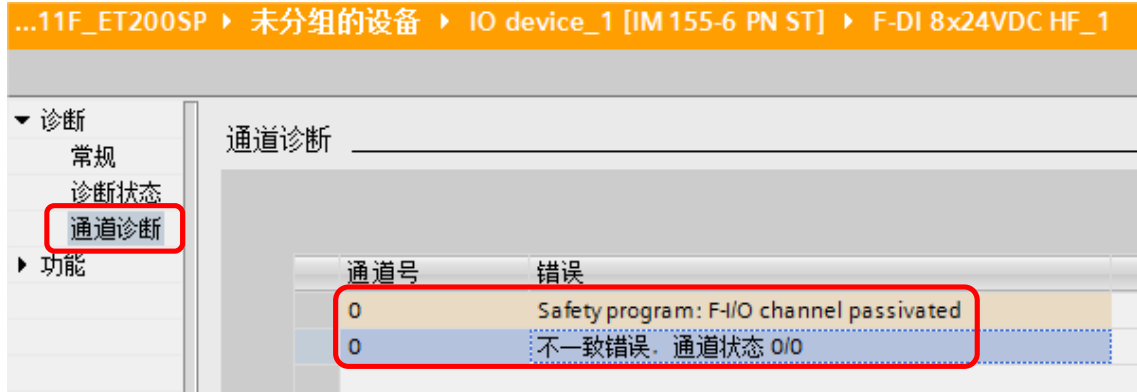 ...11F_ET200SP ▸ 未分组的设备 ▸ IO device_1 [IM 155-6 PN ST] ▸ F-DI 8x24VDC HF_1
诊断
常规
诊断状态
通道诊断
功能
通道诊断
通道号 错误
0 Safety program: F-I/O channel passivated
0 不一致错误，通道状态 0/0